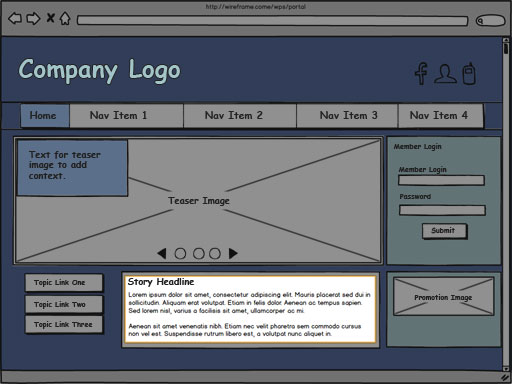 http://wireframe.come/wps/portal
Company Logo
Home Nav Item 1 Nav Item 2 Nav Item 3 Nav Item 4
Text for teaser
image to add
context.
Teaser Image
Member Login
Member Login
Password
Submit
Topic Link One
Topic Link Two
Topic Link Three
Story Headline
Lorem ipsum dolor sit amet, consectetur adipiscing elit. Mauris placerat sed dui in
sollicitudin. Aliquam erat volutpat. Etiam in felis dolor. Aenean ac tempus sapien.
Sed lorem nisl, varius a facilisis sit amet, ullamcorper ac mi.
Aenean sit amet venenatis nibh. Etiam nec velit pharetra sem commodo cursus
non vel est. Suspendisse rutrum libero est, a volutpat nunc aliquet in.
Promotion Image